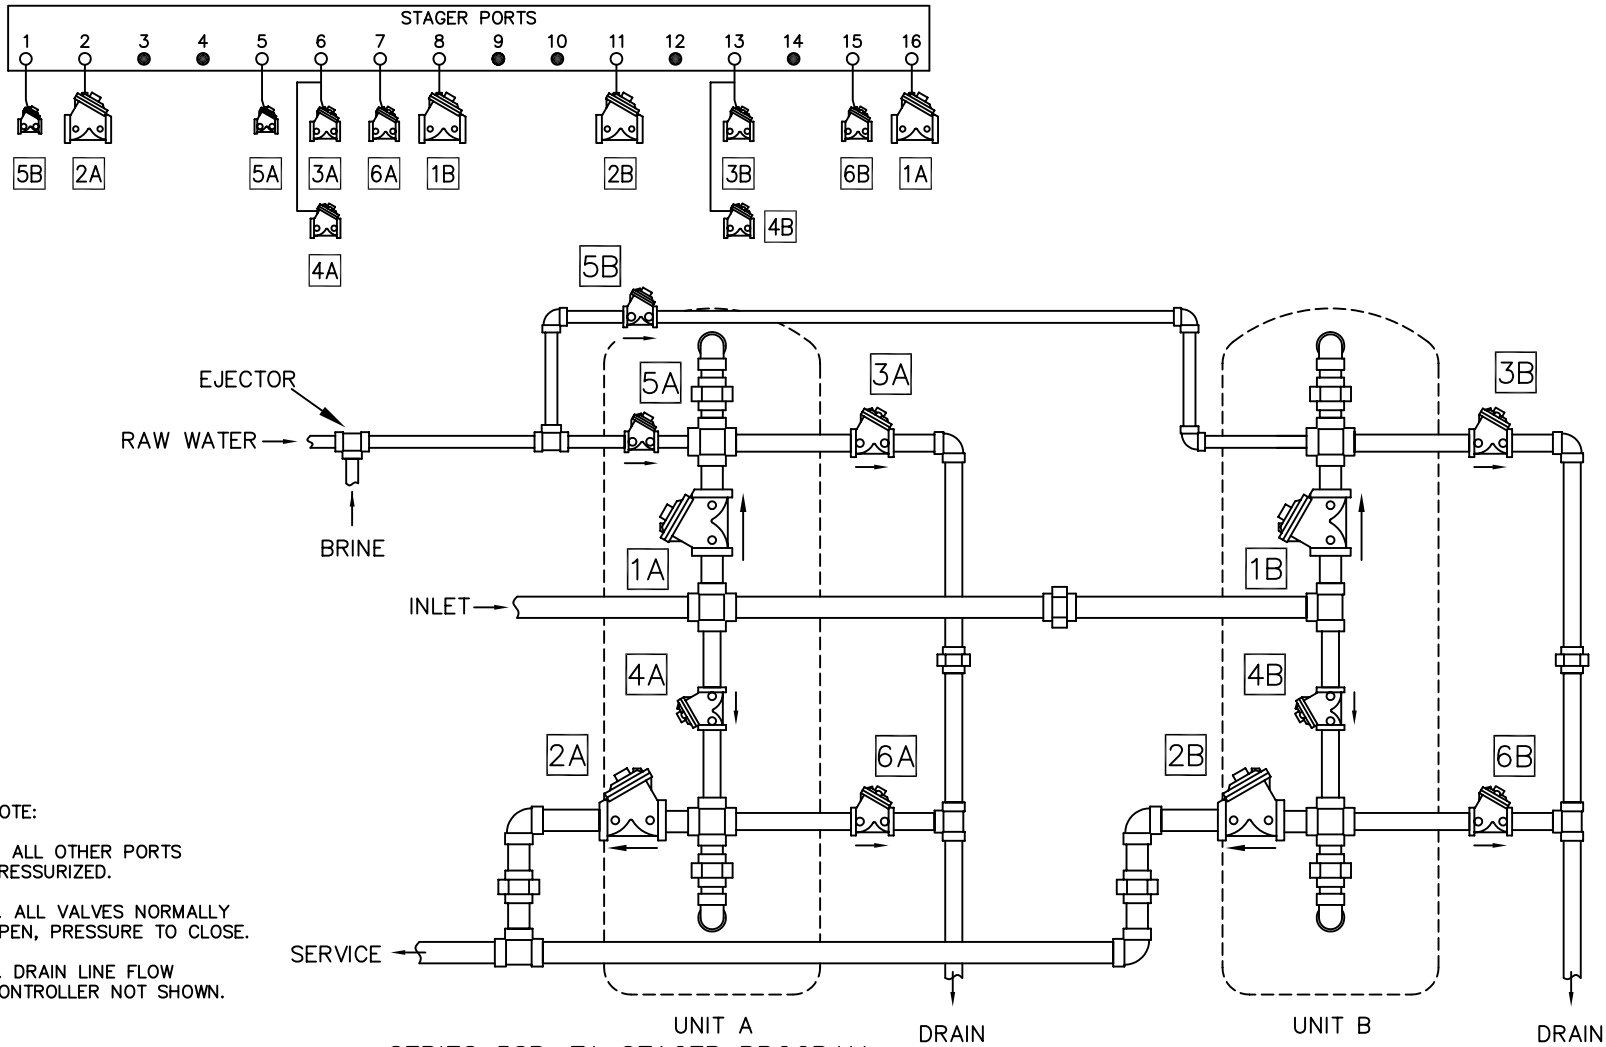 STAGER PORTS
1 2 3 4 5 6 7 8 9 10 11 12 13 14 15 16
5B 2A 5A 3A 6A 1B 2B 3B 6B 1A
4B
4A
5B
5A 3A 3B
EJECTOR
RAW WATER
BRINE
1A 1B
INLET
4A 4B
2A 6A 2B 6B
OTE:
ALL OTHER PORTS
RESSURIZED.
. ALL VALVES NORMALLY
PEN, PRESSURE TO CLOSE.
. DRAIN LINE FLOW
ONTROLLER NOT SHOWN.
SERVICE
UNIT A DRAIN UNIT B DRAIN